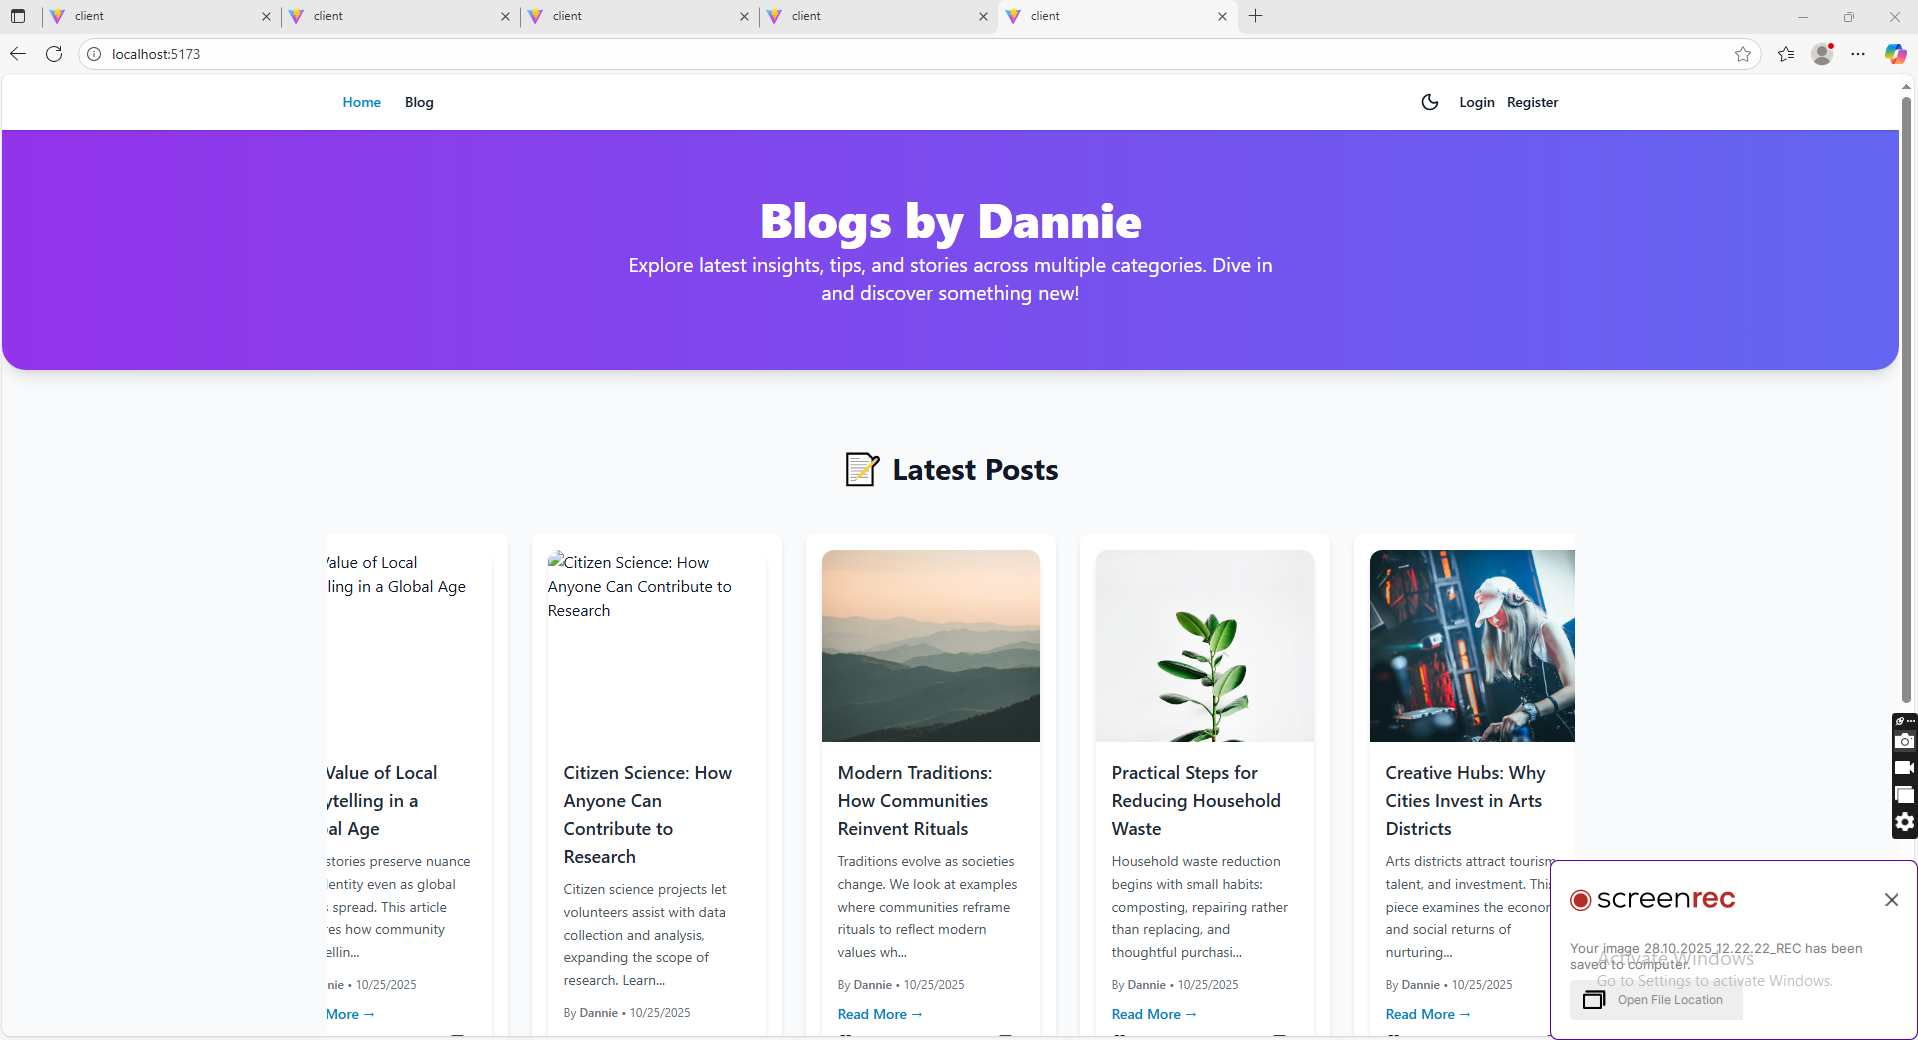 client
client
client
client
client
localhost:5173
Home Blog
Login Register
Blogs by Dannie
Explore latest insights, tips, and stories across multiple categories. Dive in
and discover something new!
Latest Posts
Value of Local
ling in a Global Age
Value of Local
ytelling in a
al Age
stories preserve nuance
entity even as global
spread. This article
es how community
ellin...
nie • 10/25/2025
More →
Citizen Science: How
Anyone Can Contribute to
Research
Citizen Science: How
Anyone Can
Contribute to
Research
Citizen science projects let
volunteers assist with data
collection and analysis,
expanding the scope of
research. Learn...
By Dannie • 10/25/2025
Modern Traditions:
How Communities
Reinvent Rituals
Traditions evolve as societies
change. We look at examples
where communities reframe
rituals to reflect modern
values wh...
By Dannie • 10/25/2025
Read More →
Practical Steps for
Reducing Household
Waste
Household waste reduction
begins with small habits:
composting, repairing rather
than replacing, and
thoughtful purchasi...
By Dannie • 10/25/2025
Read More →
Creative Hubs: Why
Cities Invest in Arts
Districts
Arts districts attract tourism,
talent, and investment. This
piece examines the econom
and social returns of
nurturing...
By Dannie • 10/25/2025
Read More →
screenrec
Your image 28.10.2025_12.22.22_REC has been
saved to computer.
Open File Location
Activate Windows
Go to Settings to activate Windows.